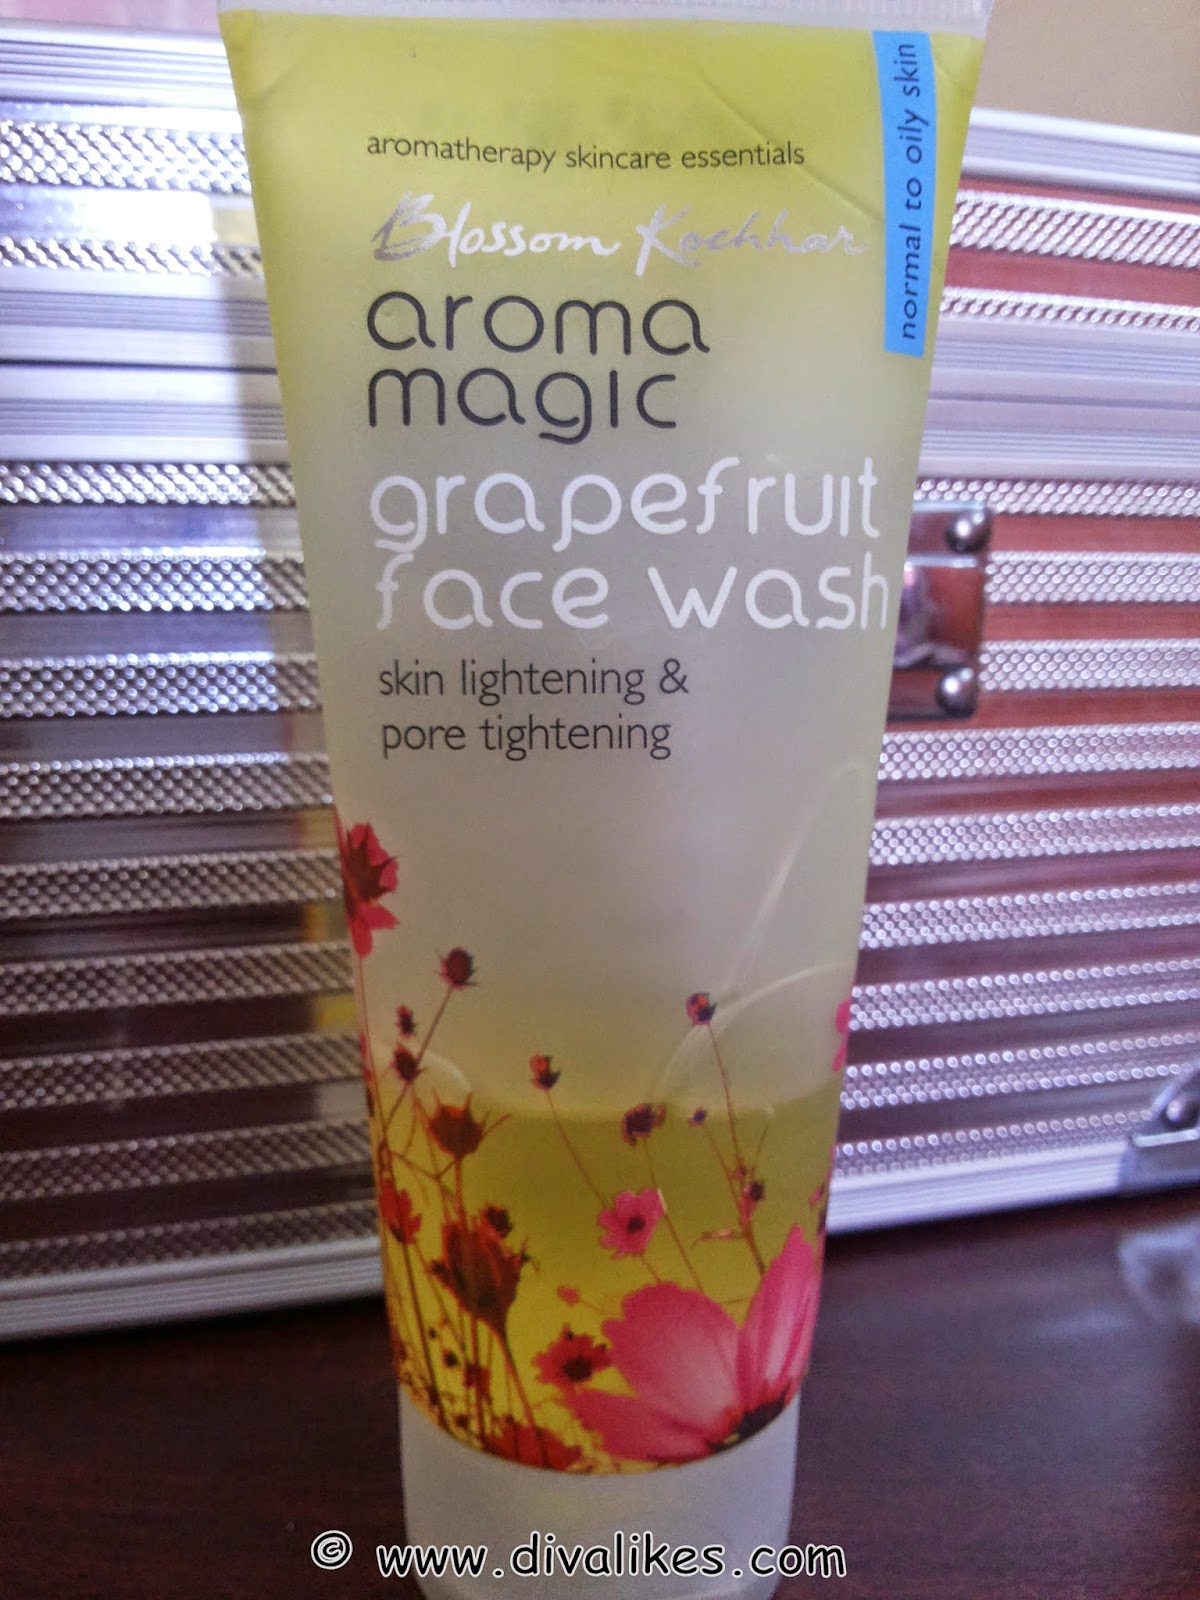 aromatherapy skincare essentials
Blossom Kochhar
aroma
magic
grapefruit
face wash
skin lightening &
pore tightening
normal to oily skin
© www.divalikes.com